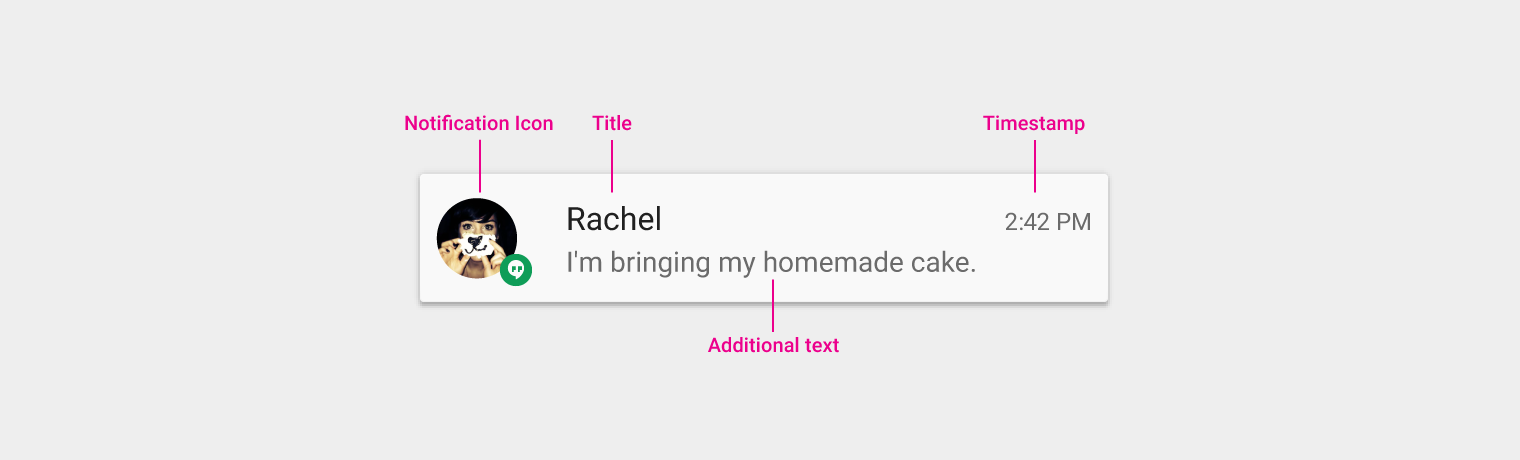 Notification Icon
Title
Timestamp
Rachel
2:42 PM
I'm bringing my homemade cake.
Additional text